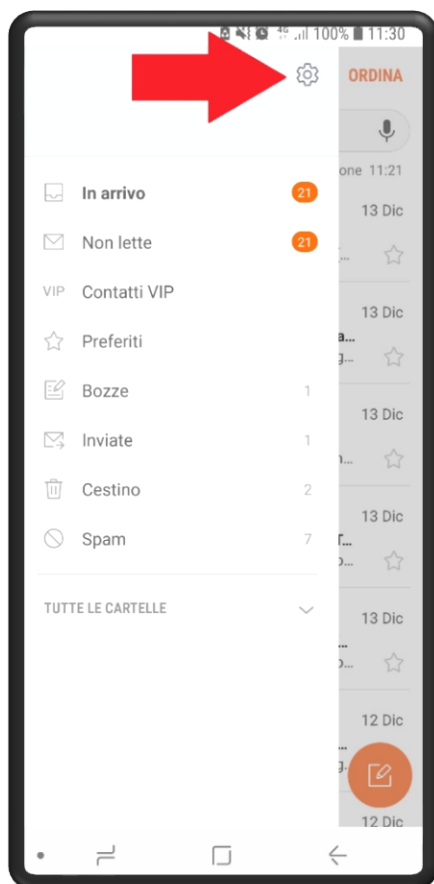 4G 100% 11:30
ORDINA
one 11:21
In arrivo 21
13 Dic
Non lette 21
VIP Contatti VIP
13 Dic
Preferiti
a...
g...
Bozze 1
13 Dic
Inviate 1
Cestino 2
13 Dic
Spam 7
T...
TUTTE LE CARTELLE
13 Dic
12 Dic
g.
12 Dic